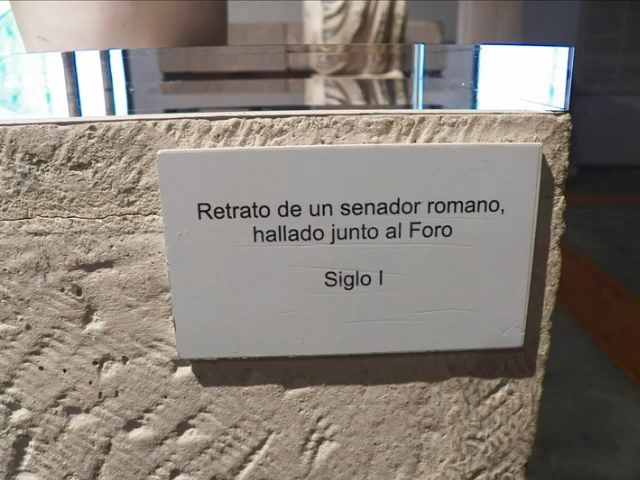 Retrato de un senador romano,
hallado junto al Foro
Siglo I